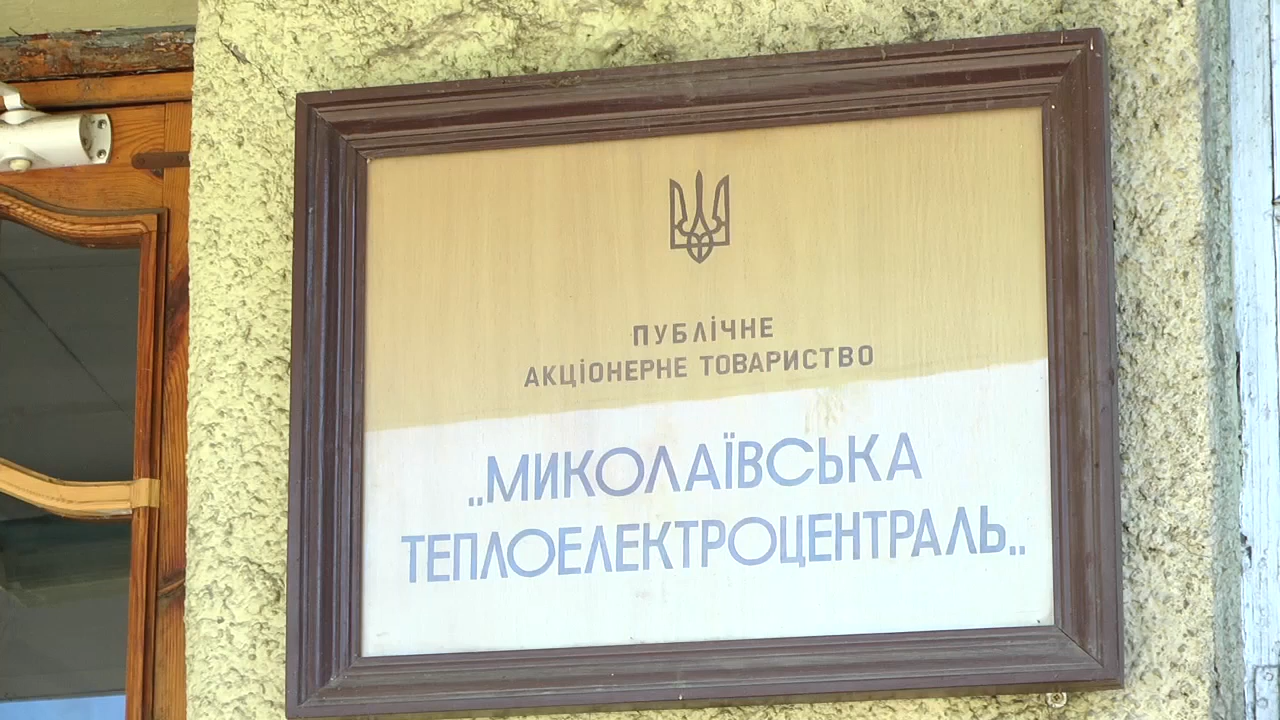 ПУБЛІЧНЕ
АКЦІОНЕРНЕ ТОВАРИСТВО
„МИКОЛАЇВСЬКА
ТЕПЛОЕЛЕКТРОЦЕНТРАЛЬ„